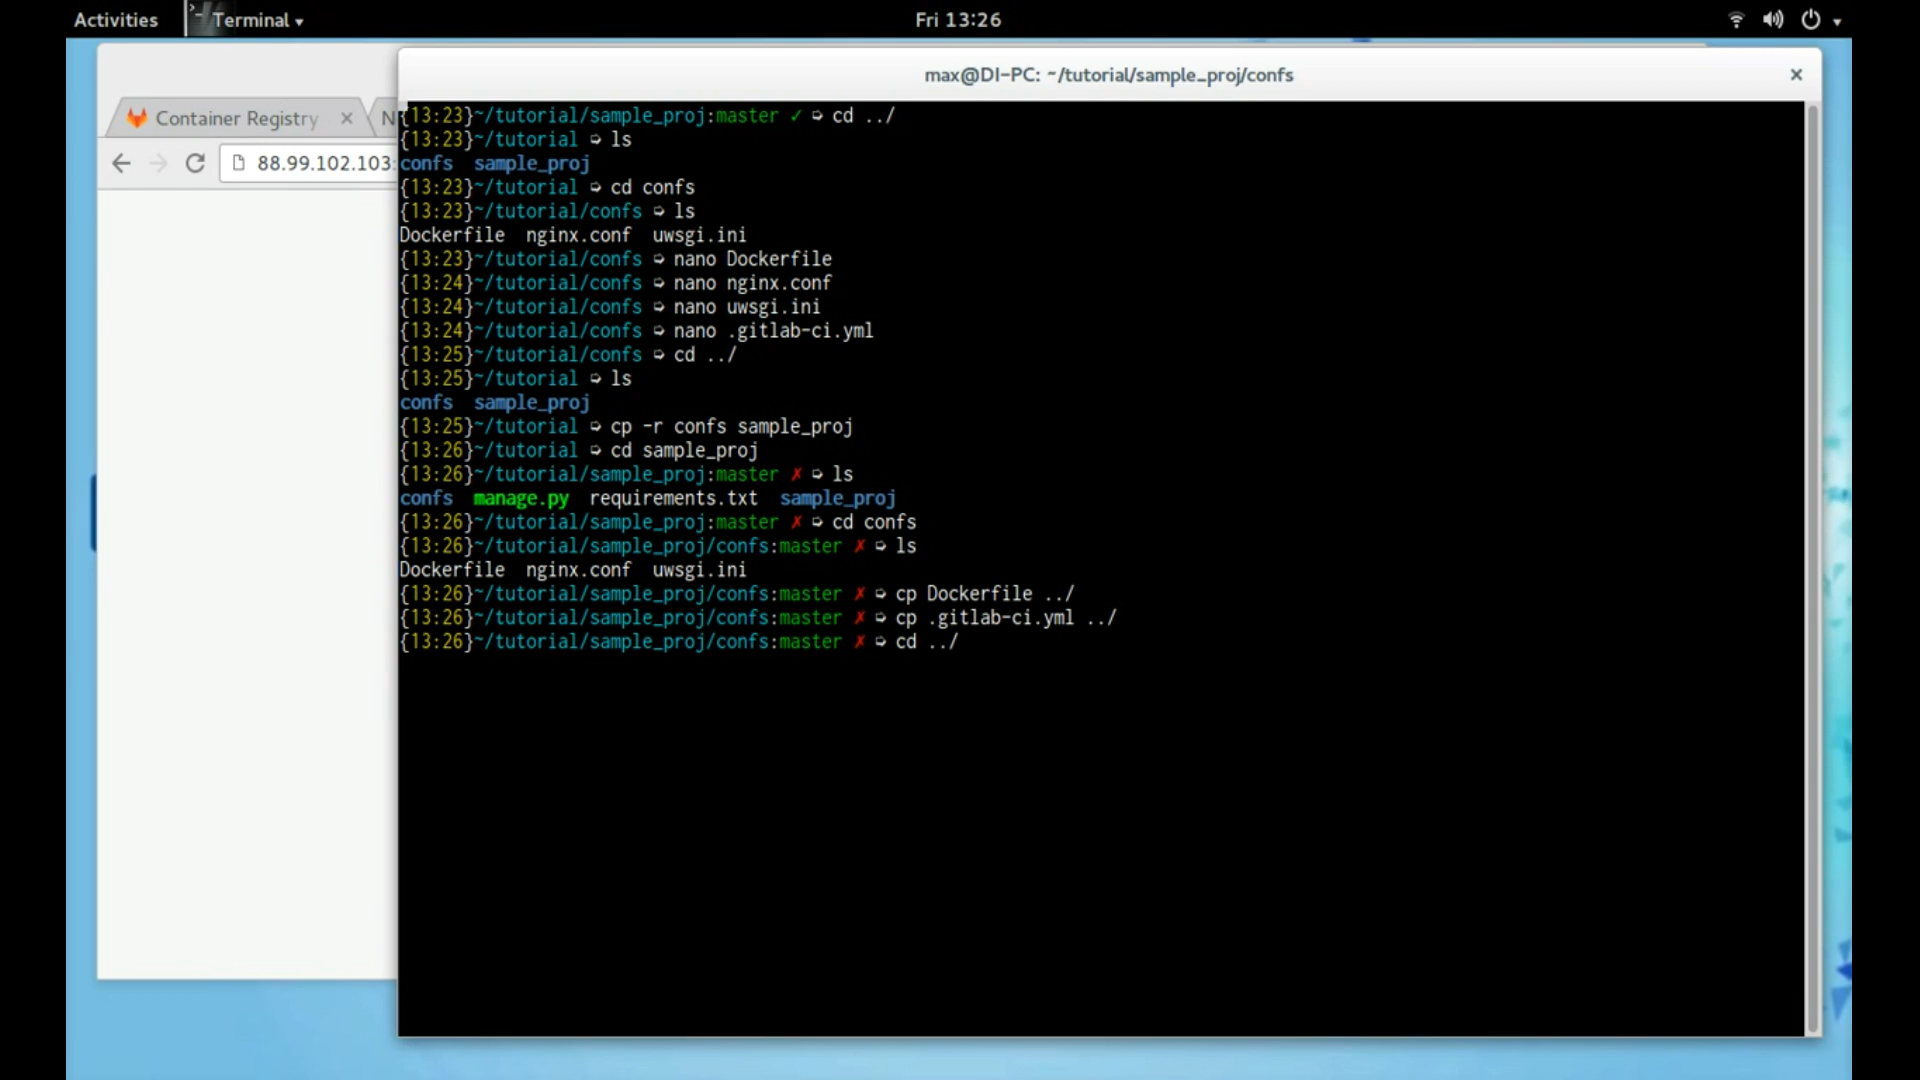 Activities Terminal ▾ Fri 13:26 ▾
max@DI-PC: ~/tutorial/sample_proj/confs ×
Container Registry ×
88.99.102.103:
{13:23}~/tutorial/sample_proj:master ✓ ➭ cd ../
{13:23}~/tutorial ➭ ls
confs sample_proj
{13:23}~/tutorial ➭ cd confs
{13:23}~/tutorial/confs ➭ ls
Dockerfile nginx.conf uwsgi.ini
{13:23}~/tutorial/confs ➭ nano Dockerfile
{13:24}~/tutorial/confs ➭ nano nginx.conf
{13:24}~/tutorial/confs ➭ nano uwsgi.ini
{13:24}~/tutorial/confs ➭ nano .gitlab-ci.yml
{13:25}~/tutorial/confs ➭ cd ../
{13:25}~/tutorial ➭ ls
confs sample_proj
{13:25}~/tutorial ➭ cp -r confs sample_proj
{13:26}~/tutorial ➭ cd sample_proj
{13:26}~/tutorial/sample_proj:master ✗ ➭ ls
confs manage.py requirements.txt sample_proj
{13:26}~/tutorial/sample_proj:master ✗ ➭ cd confs
{13:26}~/tutorial/sample_proj/confs:master ✗ ➭ ls
Dockerfile nginx.conf uwsgi.ini
{13:26}~/tutorial/sample_proj/confs:master ✗ ➭ cp Dockerfile ../
{13:26}~/tutorial/sample_proj/confs:master ✗ ➭ cp .gitlab-ci.yml ../
{13:26}~/tutorial/sample_proj/confs:master ✗ ➭ cd ../